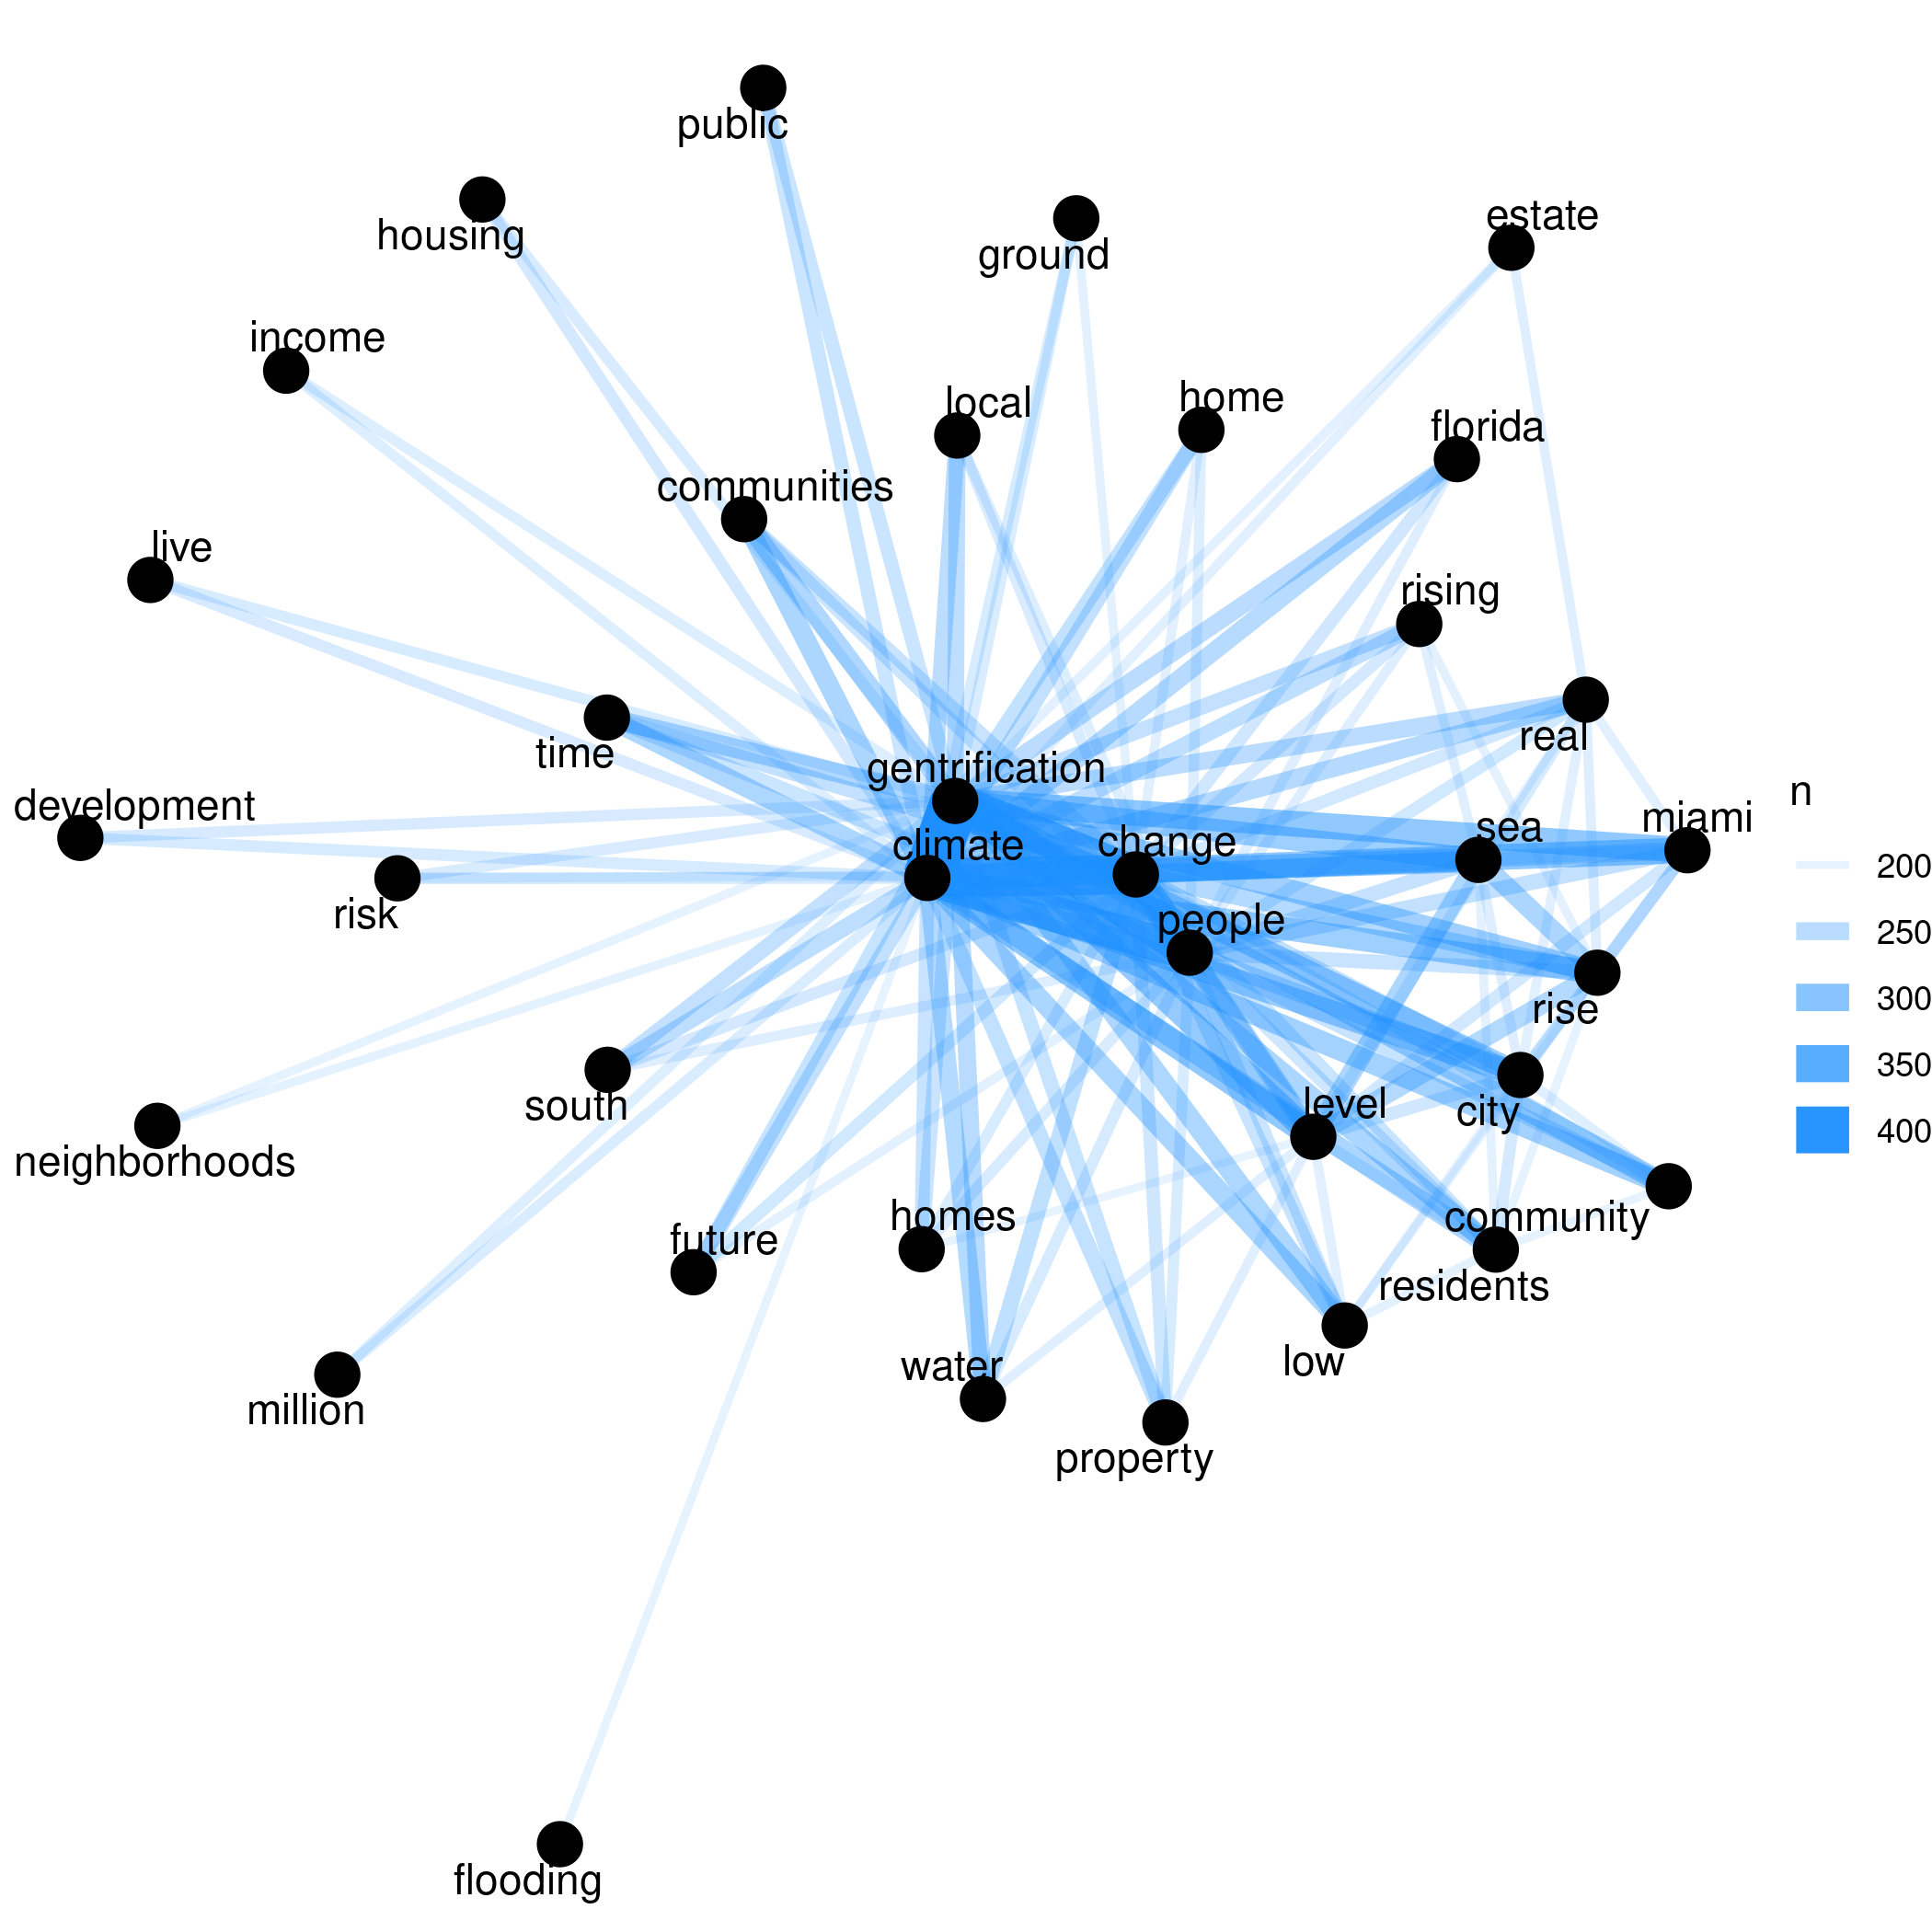 public
housing
ground
estate
income
local
home
florida
communities
live
rising
time
real
gentrification
n
development
miami
sea
climate
change
200
risk
people
250
300
rise
350
south
level
city
400
neighborhoods
homes
community
future
residents
water
low
million
property
flooding